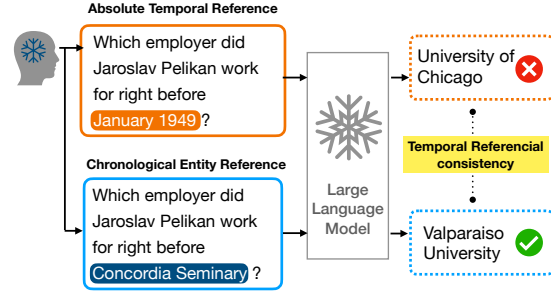 Absolute Temporal Reference
Which employer did
Jaroslav Pelikan work
for right before
January 1949 ?
University of
Chicago
Temporal Referencial
consistency
Large
Language
Model
Chronological Entity Reference
Which employer did
Jaroslav Pelikan work
for right before
Concordia Seminary ?
Valparaiso
University